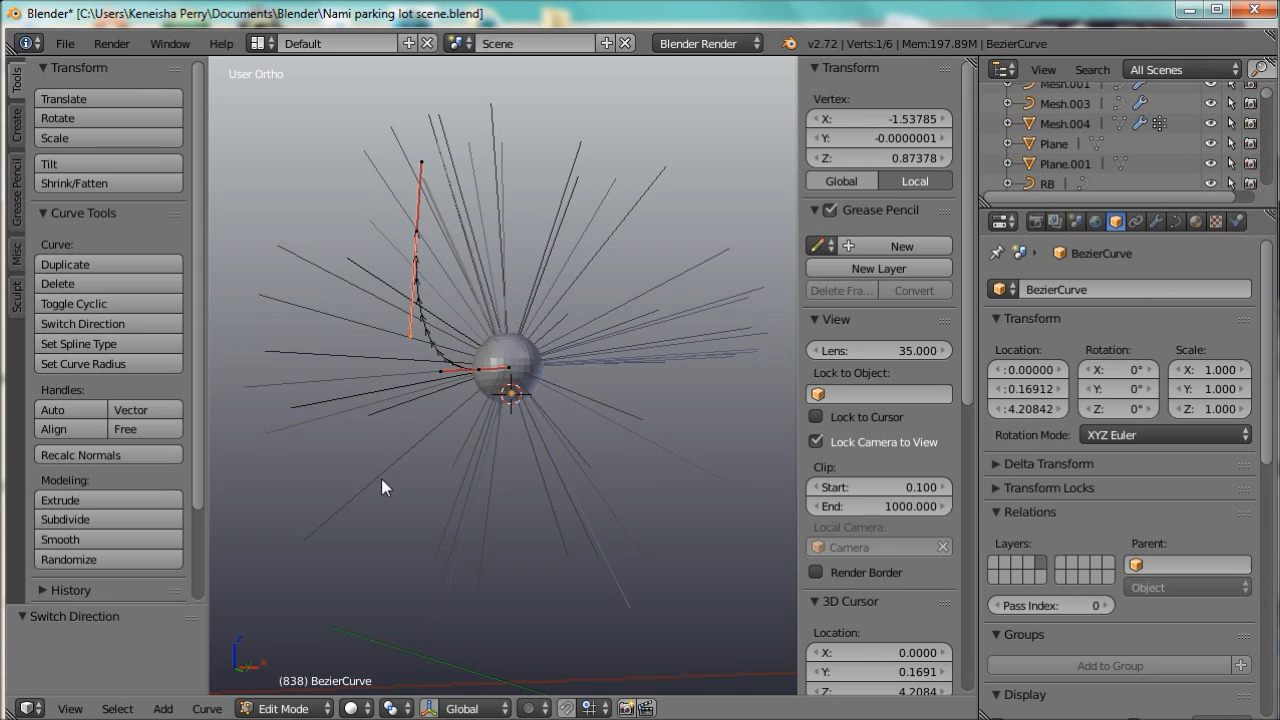 Blender* [C:\Users\Keneisha Perry\Documents\Blender\Nami parking lot scene.blend]
File Render Window Help Default Scene Blender Render v2.72 | Verts:1/6 | Mem:197.89M | BezierCurve
Tools
Create
Grease Pencil
Misc
Sculpt
Transform
Translate
Rotate
Scale
Tilt
Shrink/Fatten
Curve Tools
Curve:
Duplicate
Delete
Toggle Cyclic
Switch Direction
Set Spline Type
Set Curve Radius
Handles:
Auto Vector
Align Free
Recalc Normals
Modeling:
Extrude
Subdivide
Smooth
Randomize
History
Switch Direction
User Ortho
(838) BezierCurve
View Select Add Curve Edit Mode Global
Transform
Vertex:
X: -1.53785
Y: -0.0000001
Z: 0.87378
Global Local
Grease Pencil
New
New Layer
Delete Fra... Convert
View
Lens: 35.000
Lock to Object:
Lock to Cursor
Lock Camera to View
Clip:
Start: 0.100
End: 1000.000
Local Camera:
Camera
Render Border
3D Cursor
Location:
X: 0.0000
Y: 0.1691
Z: 4.2084
View Search All Scenes
Mesh.001
Mesh.003
Mesh.004
Plane
Plane.001
RB
BezierCurve
BezierCurve
Transform
Location: Rotation: Scale:
:0.00000 X: 0° X: 1.000
:0.16912 Y: 0° Y: 1.000
:4.20842 Z: 0° Z: 1.000
Rotation Mode: XYZ Euler
Delta Transform
Transform Locks
Relations
Layers: Parent:
Object
Pass Index: 0
Groups
Add to Group
Display